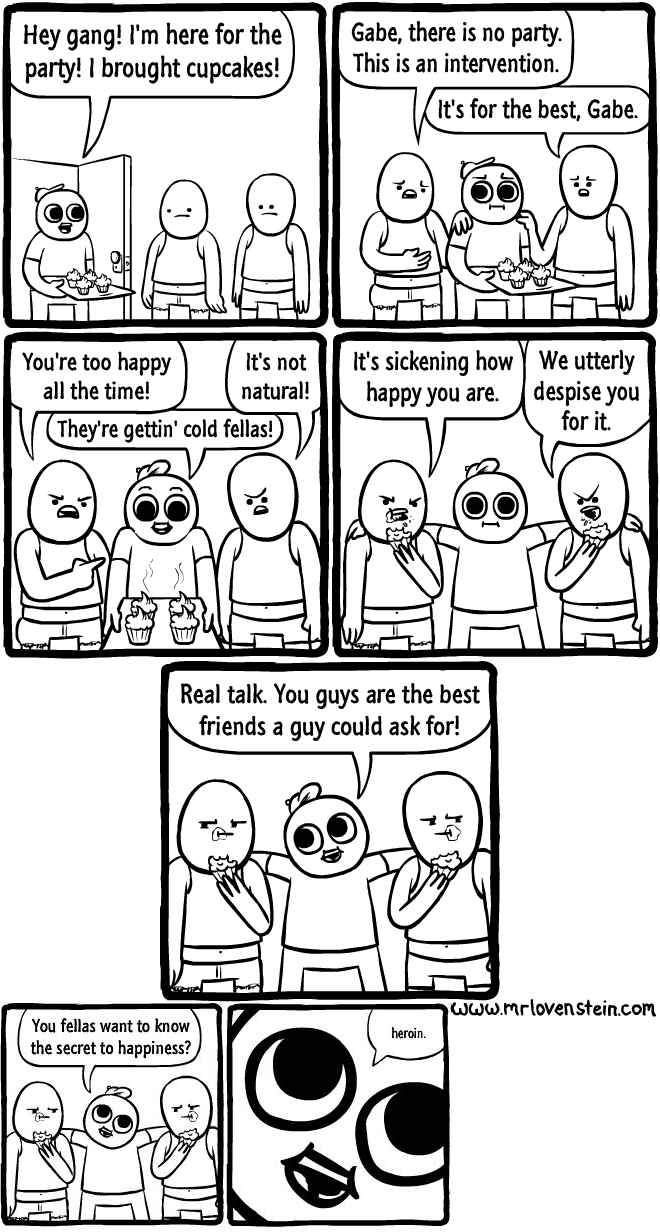 Hey gang! I'm here for the
party! I brought cupcakes!
Gabe, there is no party.
This is an intervention.
It's for the best, Gabe.
You're too happy
all the time!
It's not
natural!
They're gettin' cold fellas!
It's sickening how
happy you are.
We utterly
despise you
for it.
Real talk. You guys are the best
friends a guy could ask for!
www.mrlovenstein.com
You fellas want to know
the secret to happiness?
heroin.